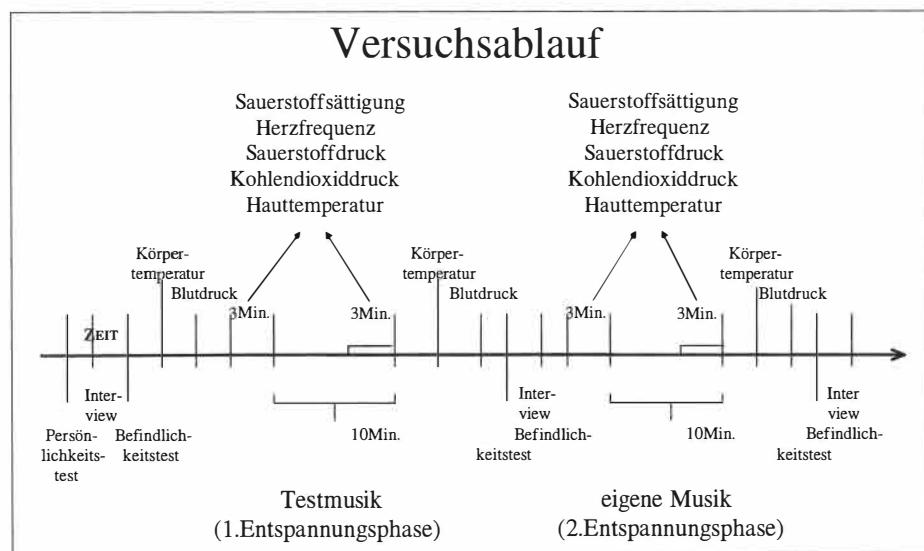 Versuchsablauf
Sauerstoffsättigung
Herzfrequenz
Sauerstoffdruck
Kohlendioxiddruck
Hauttemperatur
Sauerstoffsättigung
Herzfrequenz
Sauerstoffdruck
Kohlendioxiddruck
Hauttemperatur
Körper-
temperatur
Blutdruck
3Min.
3Min.
Körper-
temperatur
Blutdruck
3Min.
3Min.
Körper-
temperatur
Blutdruck
ZEIT
Persön-
lichkeits-
test
Inter-
view
Befindlich-
keitstest
10Min.
Inter-
view
Befindlich-
keitstest
10Min.
Inter
view
Befindlich-
keitstest
Testmusik
(1.Entspannungsphase)
eigene Musik
(2.Entspannungsphase)